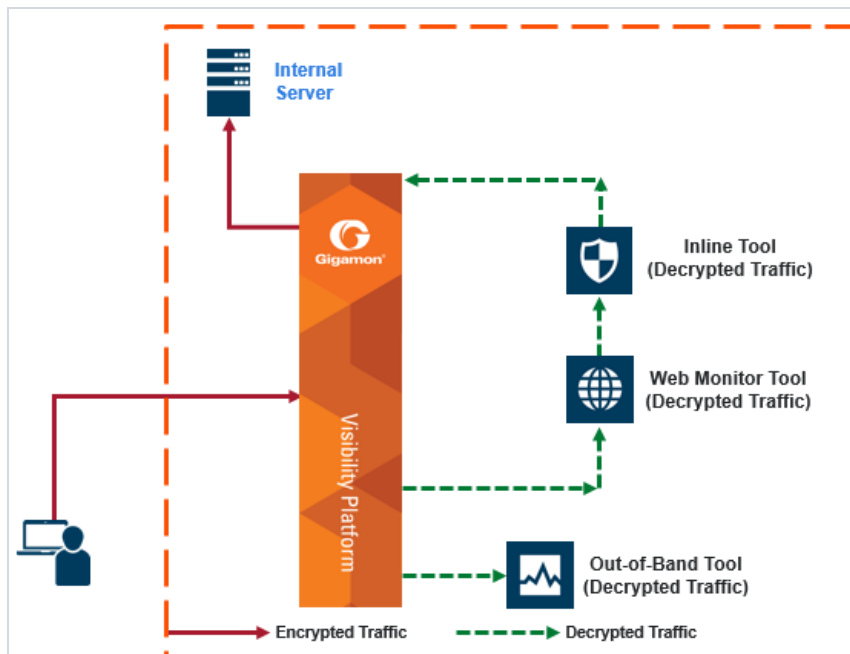 Internal
Server
Gigamon®
Inline Tool
(Decrypted Traffic)
Web Monitor Tool
(Decrypted Traffic)
Visibility Platform
Out-of-Band Tool
(Decrypted Traffic)
Encrypted Traffic
Decrypted Traffic